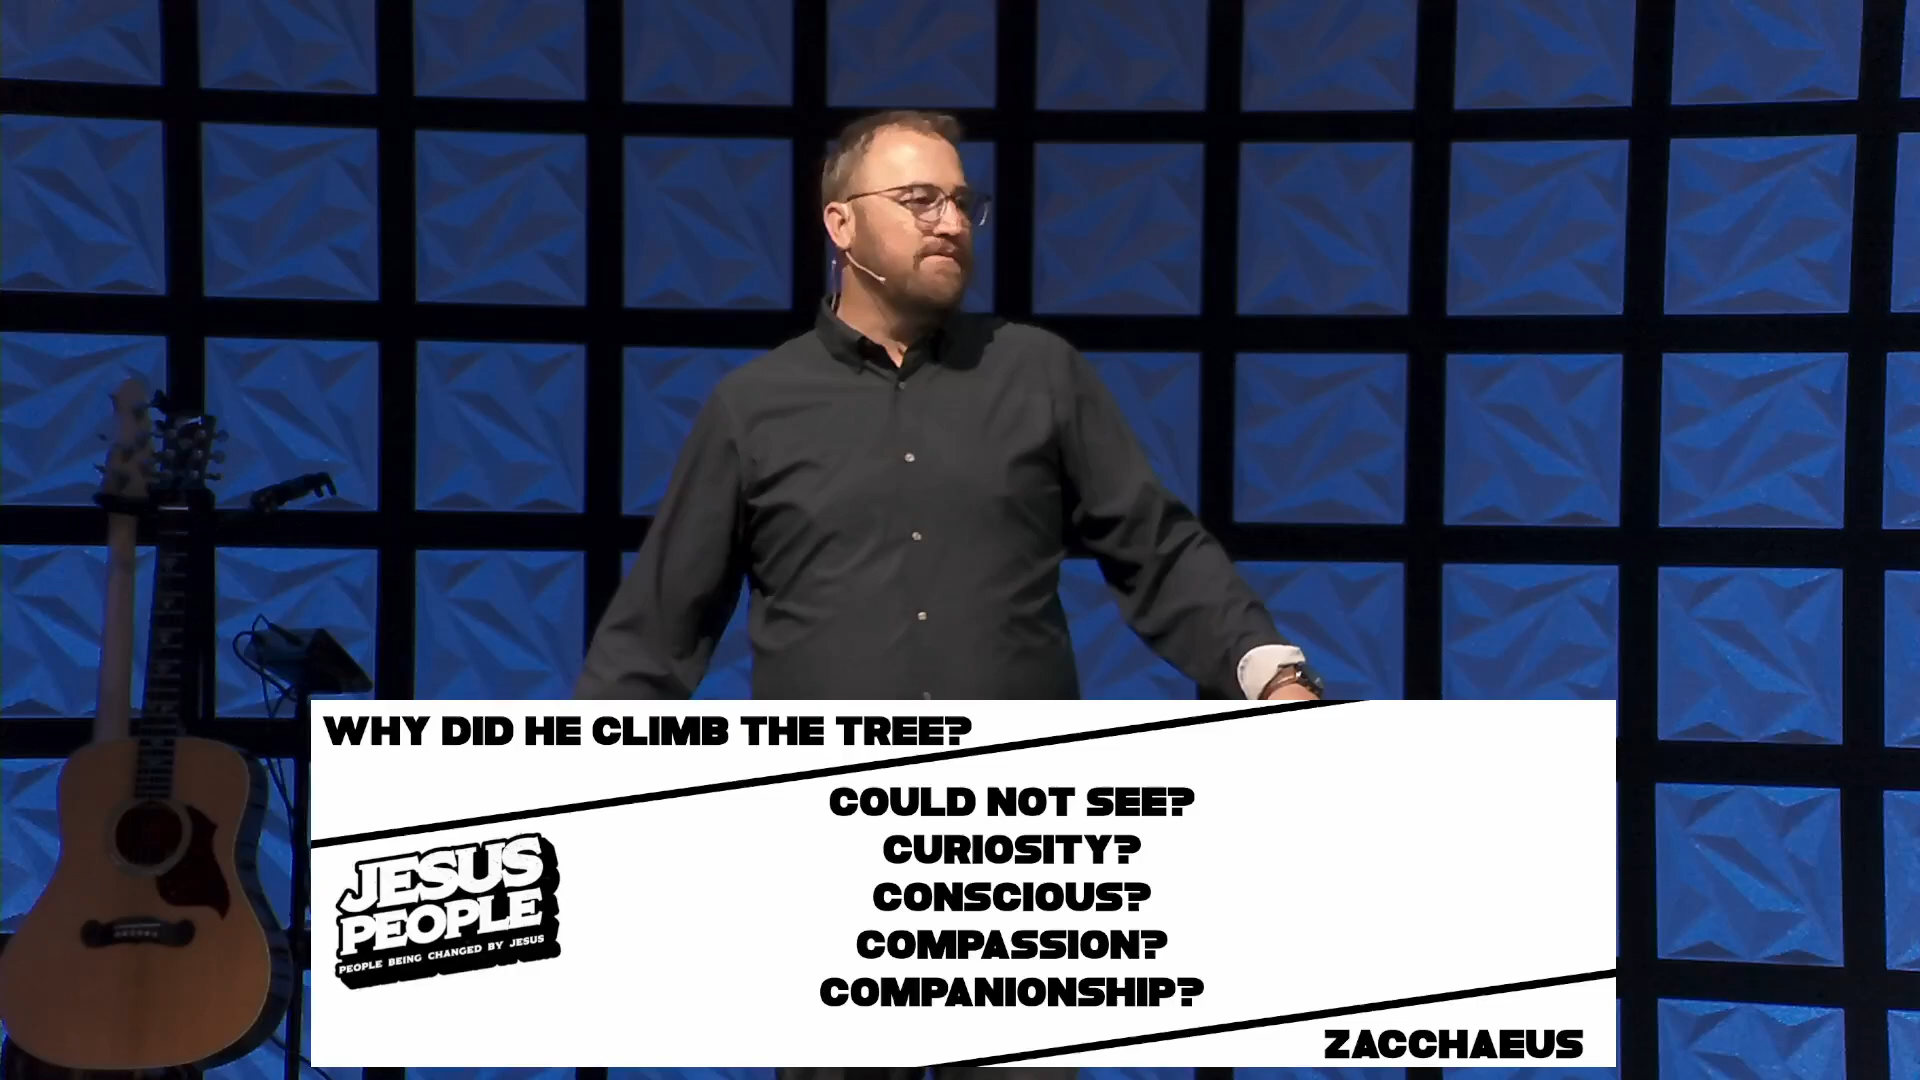 WHY DID HE CLIMB THE TREE?
COULD NOT SEE?
CURIOSITY?
CONSCIOUS?
COMPASSION?
COMPANIONSHIP?
JESUS
PEOPLE
PEOPLE BEING CHANGED BY JESUS
ZACCHAEUS